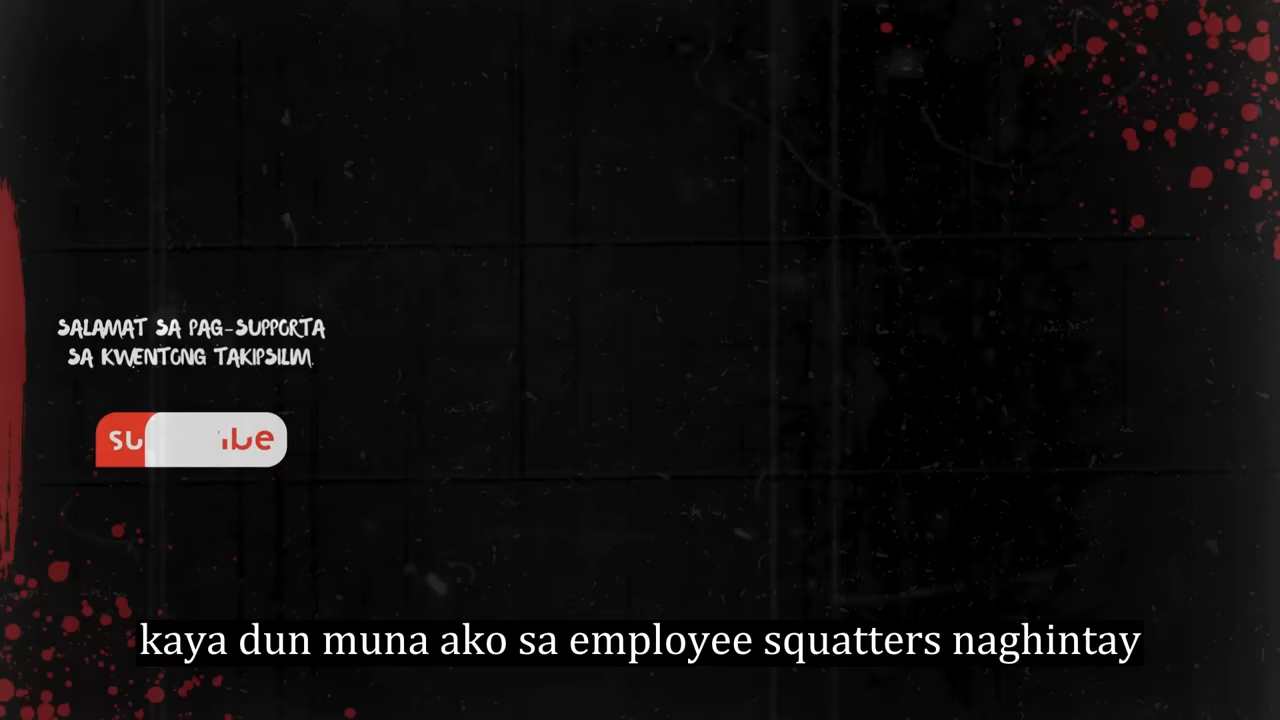 SALAMAT SA PAG-SUPPORTA
SA KWENTONG TAKIPSILIM
kaya dun muna ako sa employee squatters naghintay